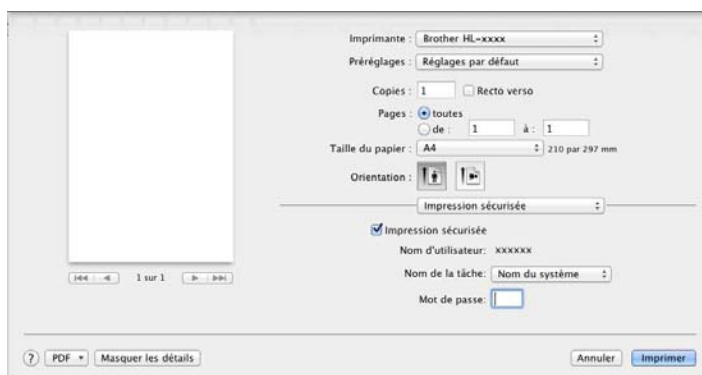 Imprimante : Brother HL-xxxx
Préréglages : Réglages par défaut
Copies : 1 Recto verso
Pages : toutes
de : 1 à : 1
Taille du papier : A4 210 par 297 mm
Orientation :
Impression sécurisée
Impression sécurisée
Nom d'utilisateur: xxxxxx
Nom de la tâche: Nom du système
1 sur 1
Mot de passe:
? PDF Masquer les détails Annuler Imprimer